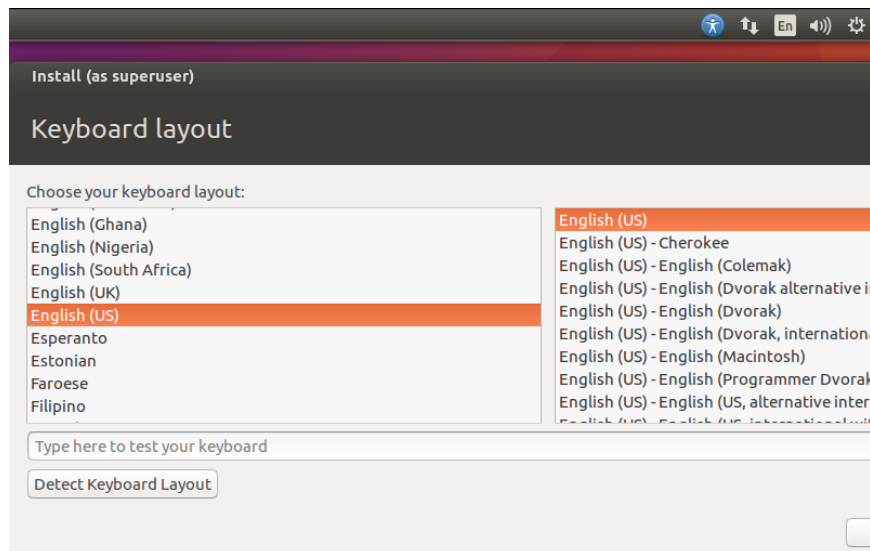 En
Install (as superuser)
Keyboard layout
Choose your keyboard layout:
English (Ghana)
English (Nigeria)
English (South Africa)
English (UK)
English (US)
Esperanto
Estonian
Faroese
Filipino
English (US)
English (US) - Cherokee
English (US) - English (Colemak)
English (US) - English (Dvorak alternative
English (US) - English (Dvorak)
English (US) - English (Dvorak, internationa
English (US) - English (Macintosh)
English (US) - English (Programmer Dvorak
English (US) - English (US, alternative inter
Type here to test your keyboard
Detect Keyboard Layout